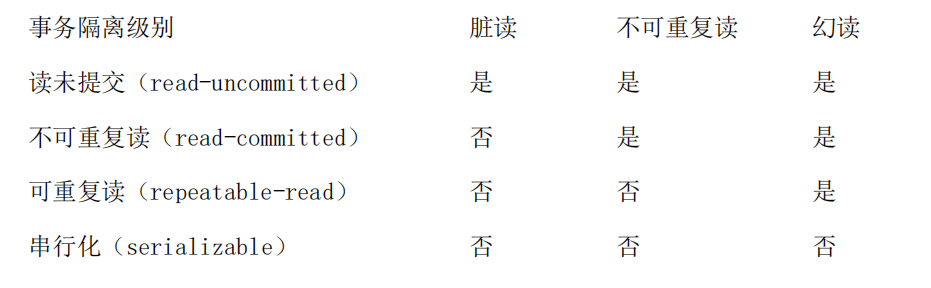 事务隔离级别 脏读 不可重复读 幻读
读未提交（read-uncommitted） 是 是 是
不可重复读（read-committed） 否 是 是
可重复读（repeatable-read） 否 否 是
串行化（serializable） 否 否 否